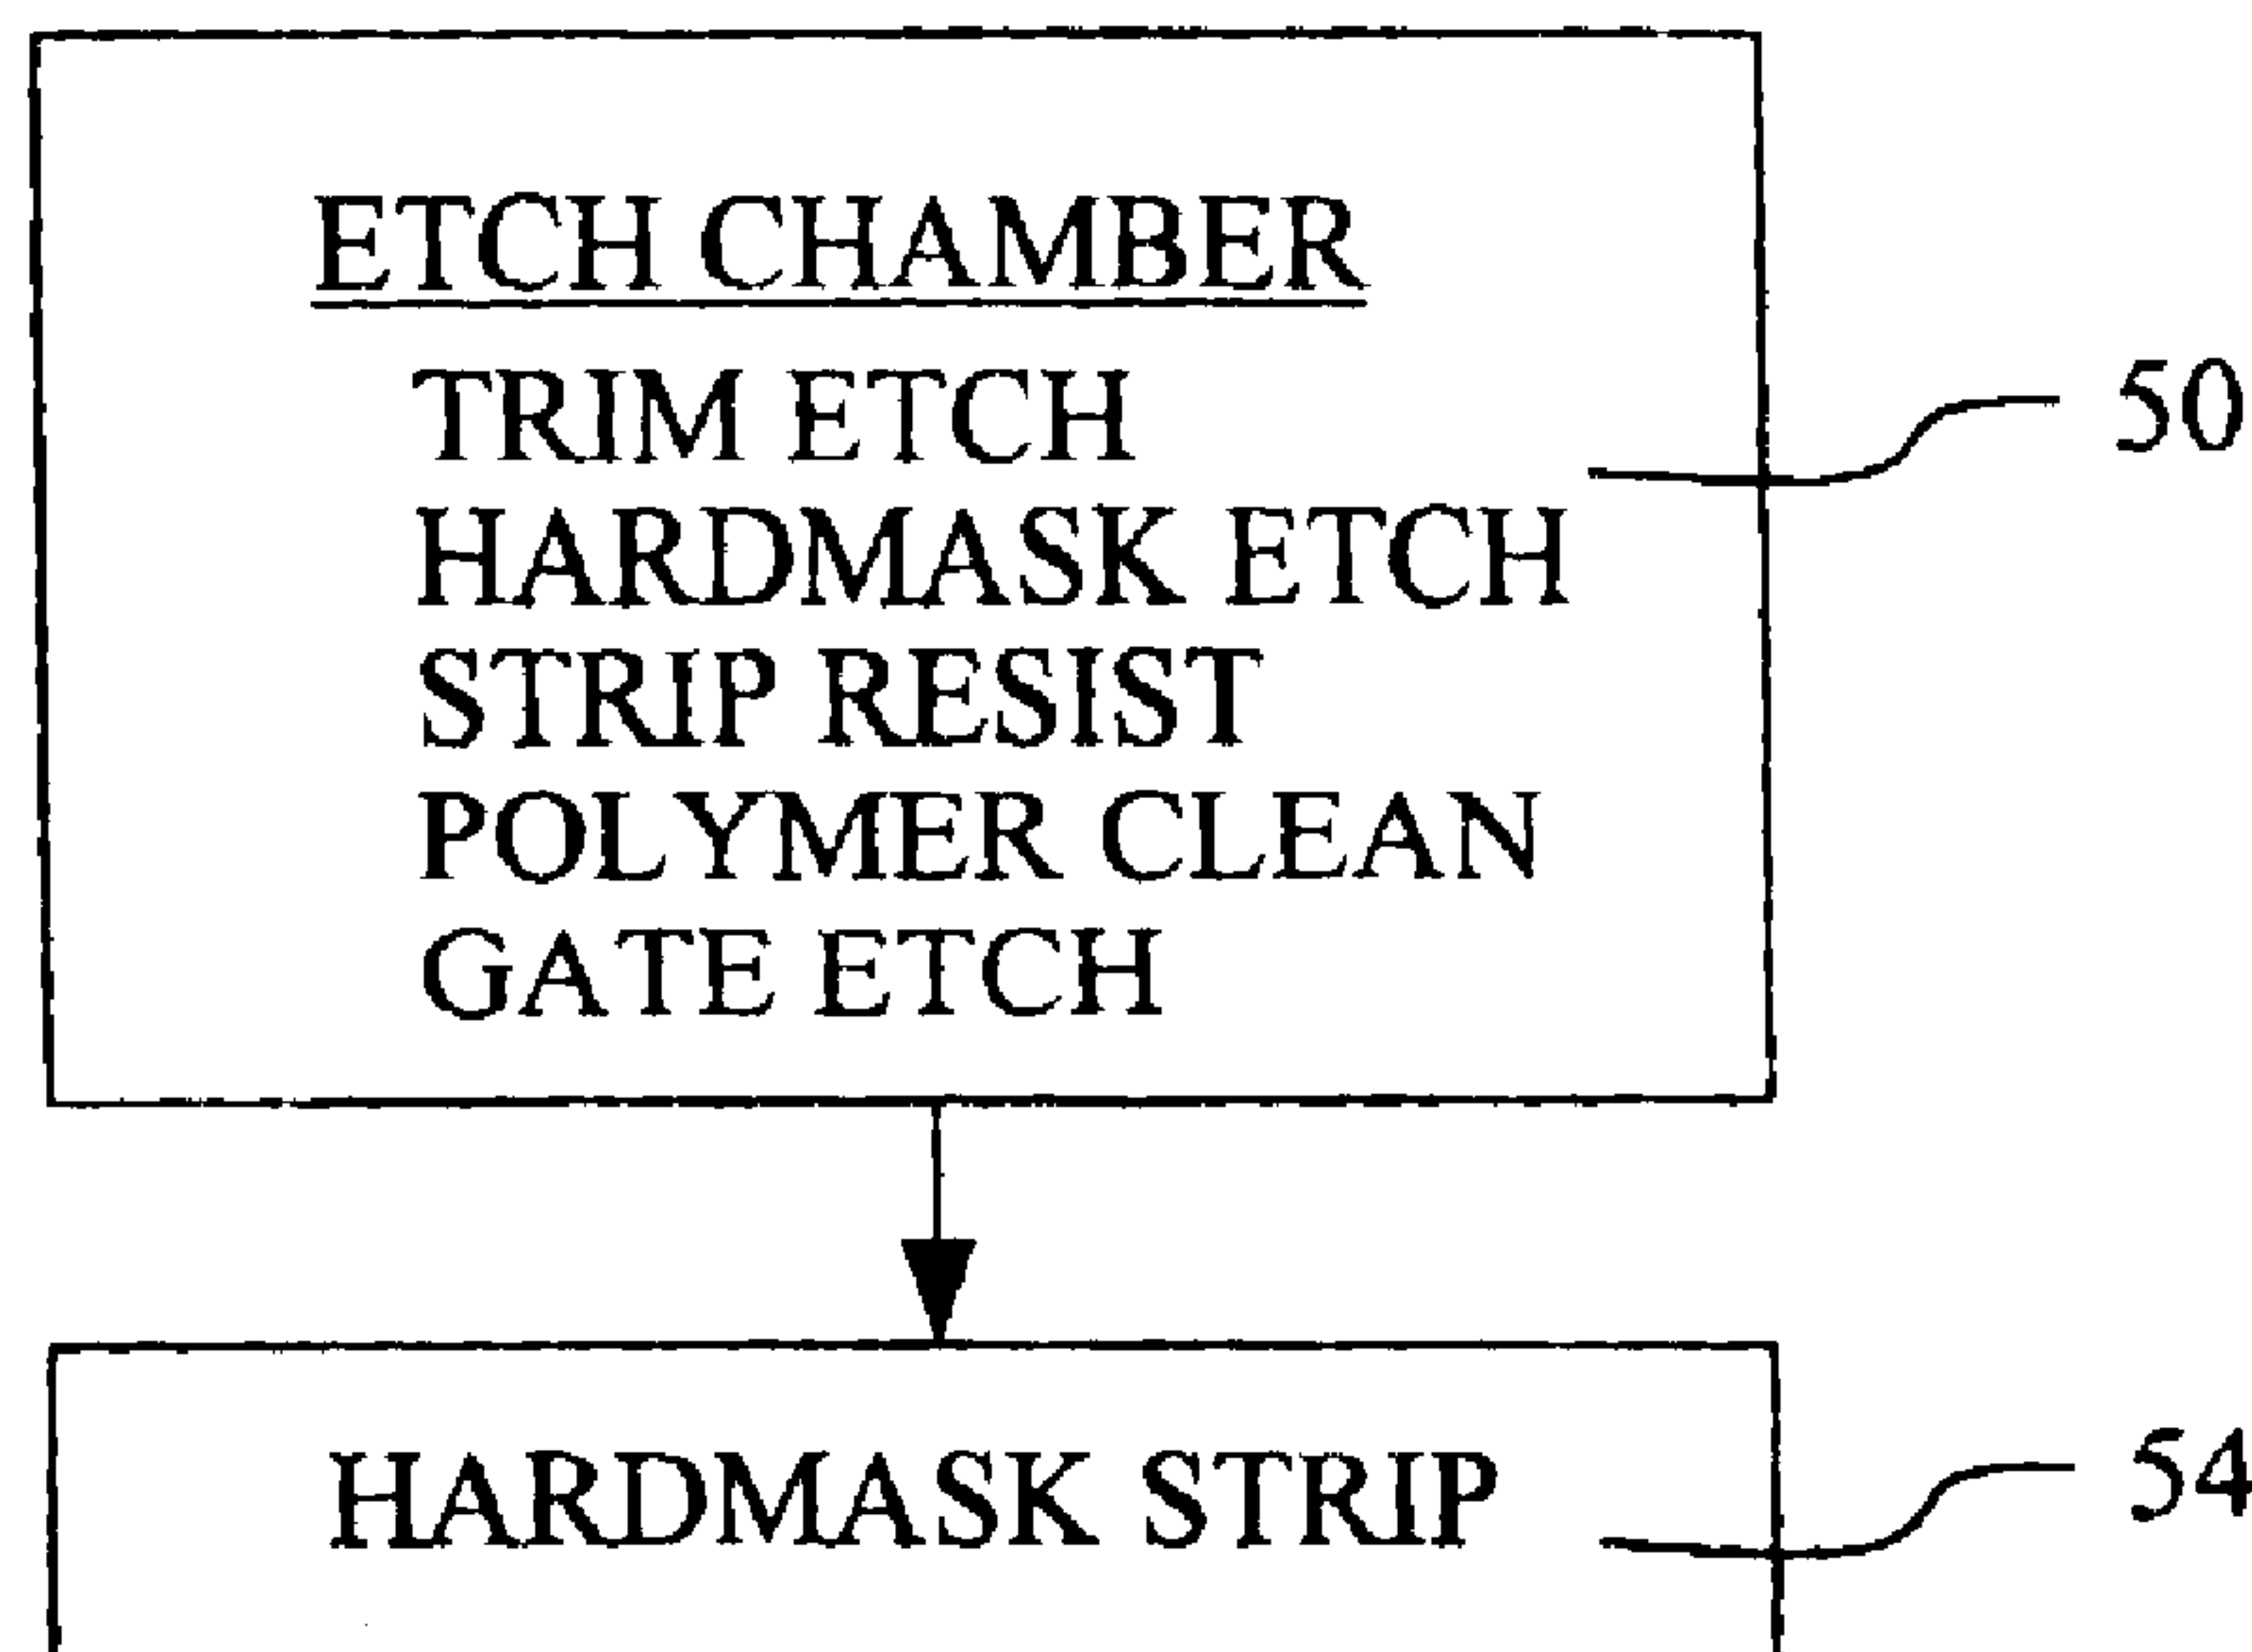 ETCH CHAMBER
TRIM ETCH
50
HARDMASK ETCH
STRIP RESIST
POLYMER CLEAN
GATE ETCH
HARDMASK STRIP
54